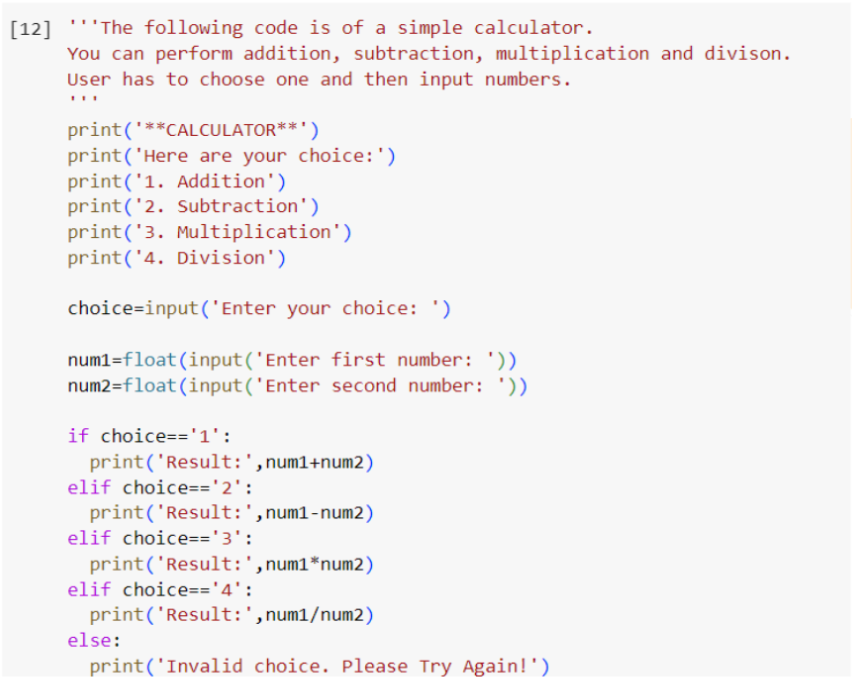 [12] '''The following code is of a simple calculator.
You can perform addition, subtraction, multiplication and divison.
User has to choose one and then input numbers.
'''
print('**CALCULATOR**')
print('Here are your choice:')
print('1. Addition')
print('2. Subtraction')
print('3. Multiplication')
print('4. Division')

choice=input('Enter your choice: ')

num1=float(input('Enter first number: '))
num2=float(input('Enter second number: '))

if choice=='1':
  print('Result:',num1+num2)
elif choice=='2':
  print('Result:',num1-num2)
elif choice=='3':
  print('Result:',num1*num2)
elif choice=='4':
  print('Result:',num1/num2)
else:
  print('Invalid choice. Please Try Again!')